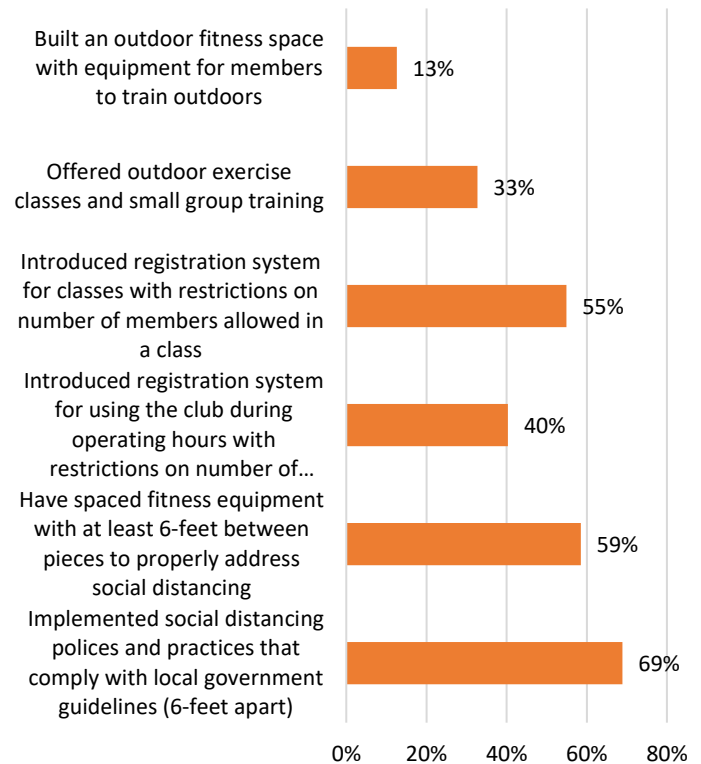 Built an outdoor fitness space
with equipment for members
to train outdoors
13%
Offered outdoor exercise
classes and small group training
33%
Introduced registration system
for classes with restrictions on
number of members allowed in
a class
55%
Introduced registration system
for using the club during
operating hours with
restrictions on number of...
40%
Have spaced fitness equipment
with at least 6-feet between
pieces to properly address
social distancing
59%
Implemented social distancing
polices and practices that
comply with local government
guidelines (6-feet apart)
69%
0% 20% 40% 60% 80%